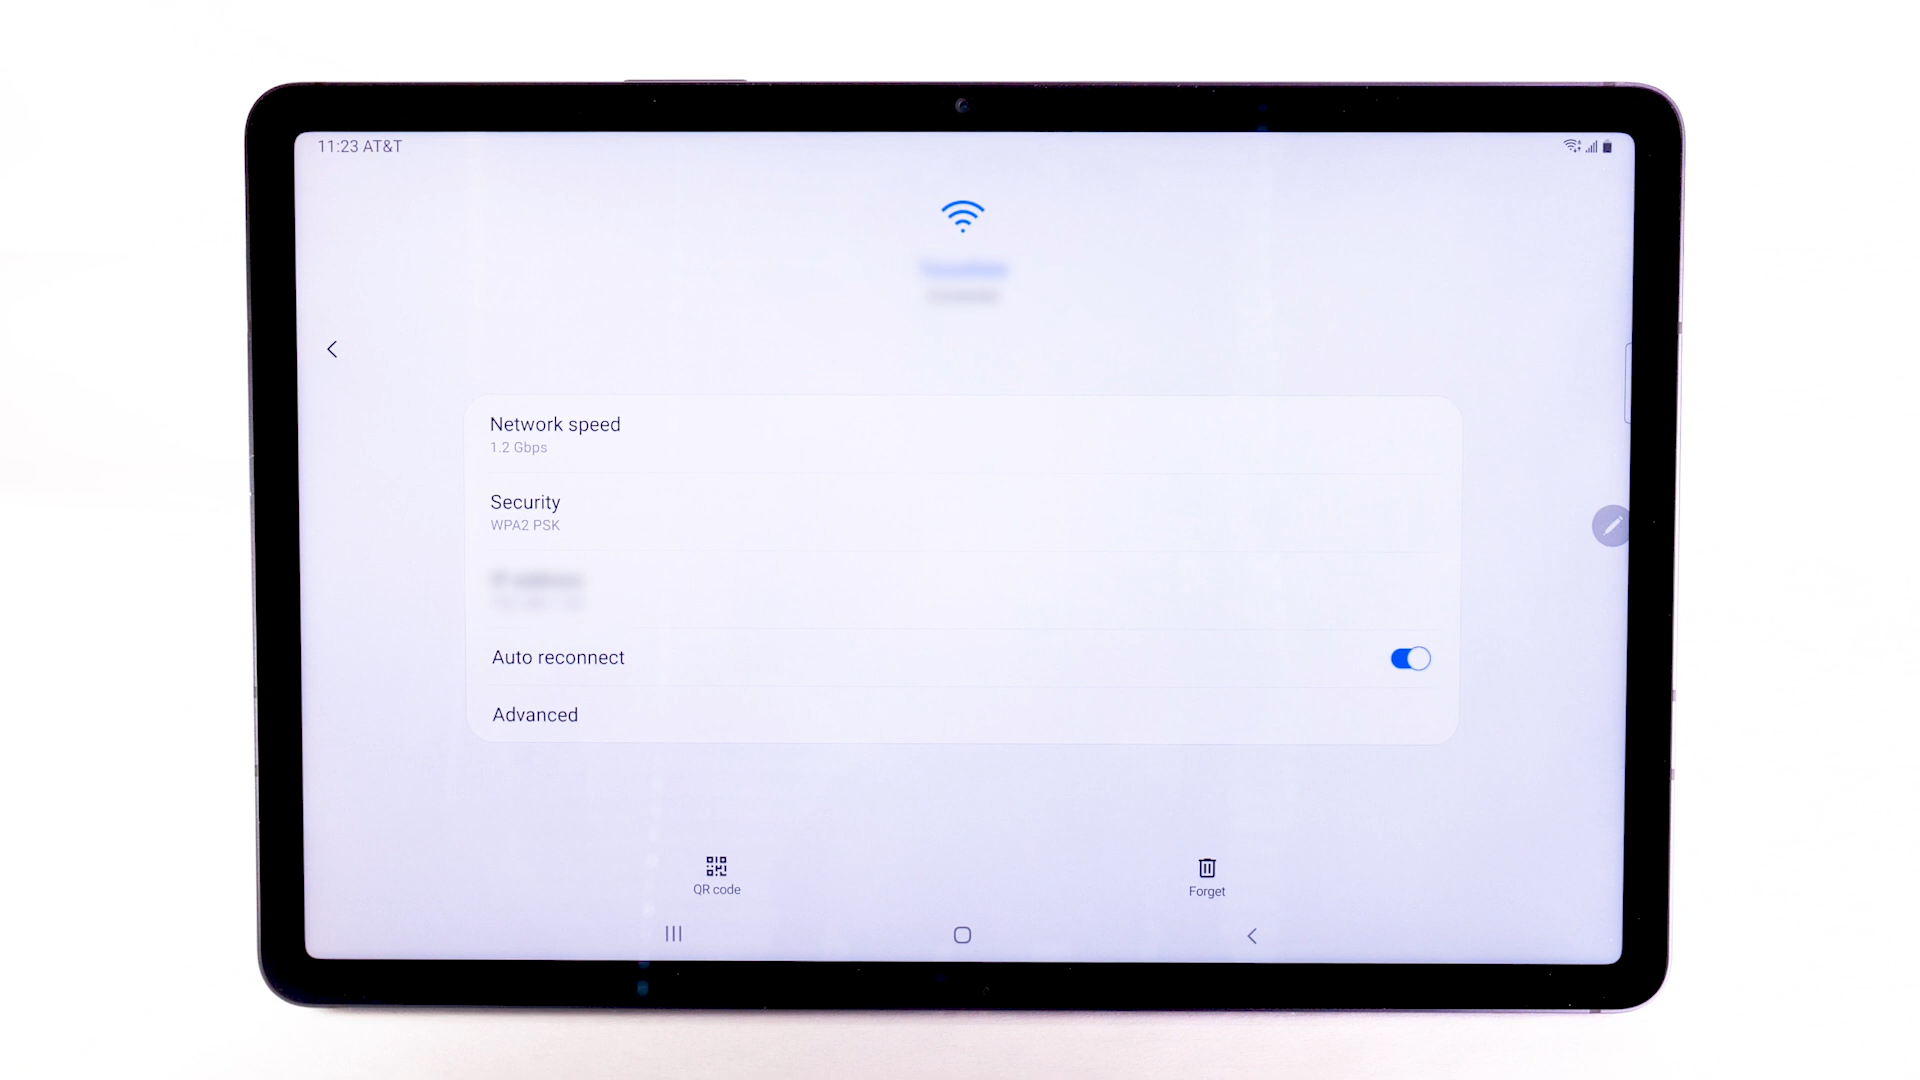 11:23 AT&T
Network speed
1.2 Gbps
Security
WPA2 PSK
Auto reconnect
Advanced
QR code
Forget